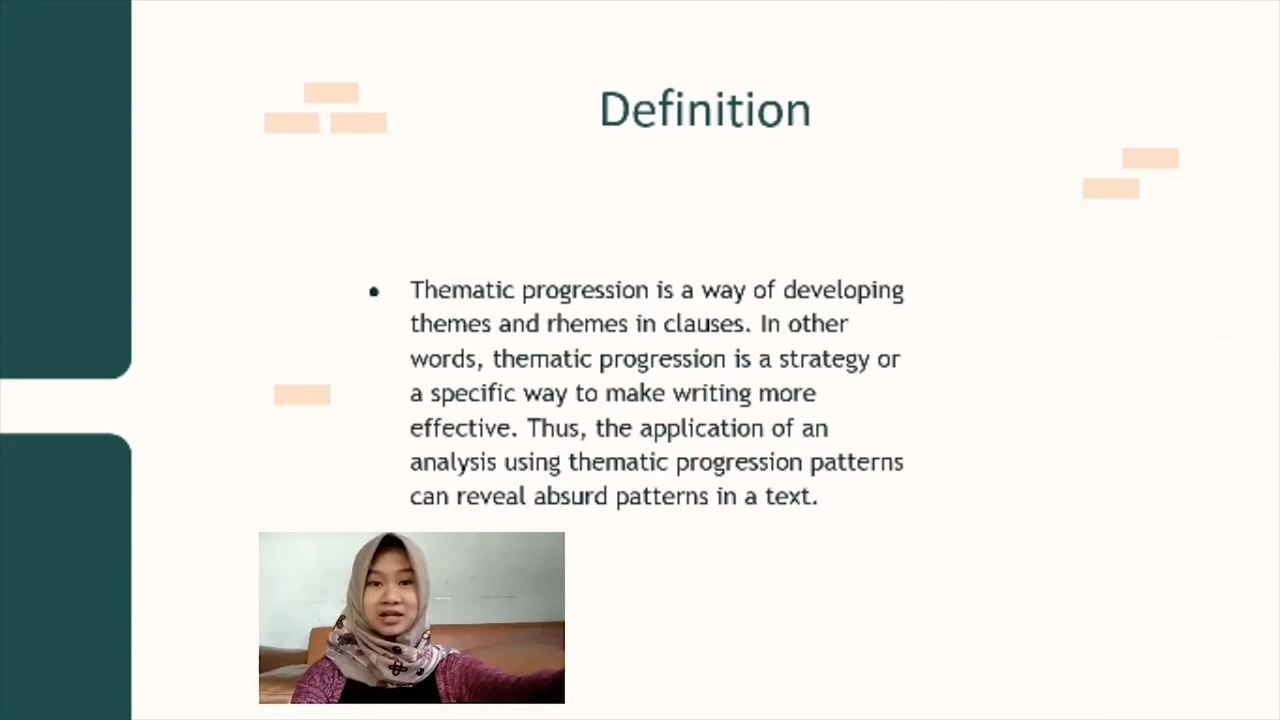 Definition
• Thematic progression is a way of developing
themes and rhemes in clauses. In other
words, thematic progression is a strategy or
a specific way to make writing more
effective. Thus, the application of an
analysis using thematic progression patterns
can reveal absurd patterns in a text.